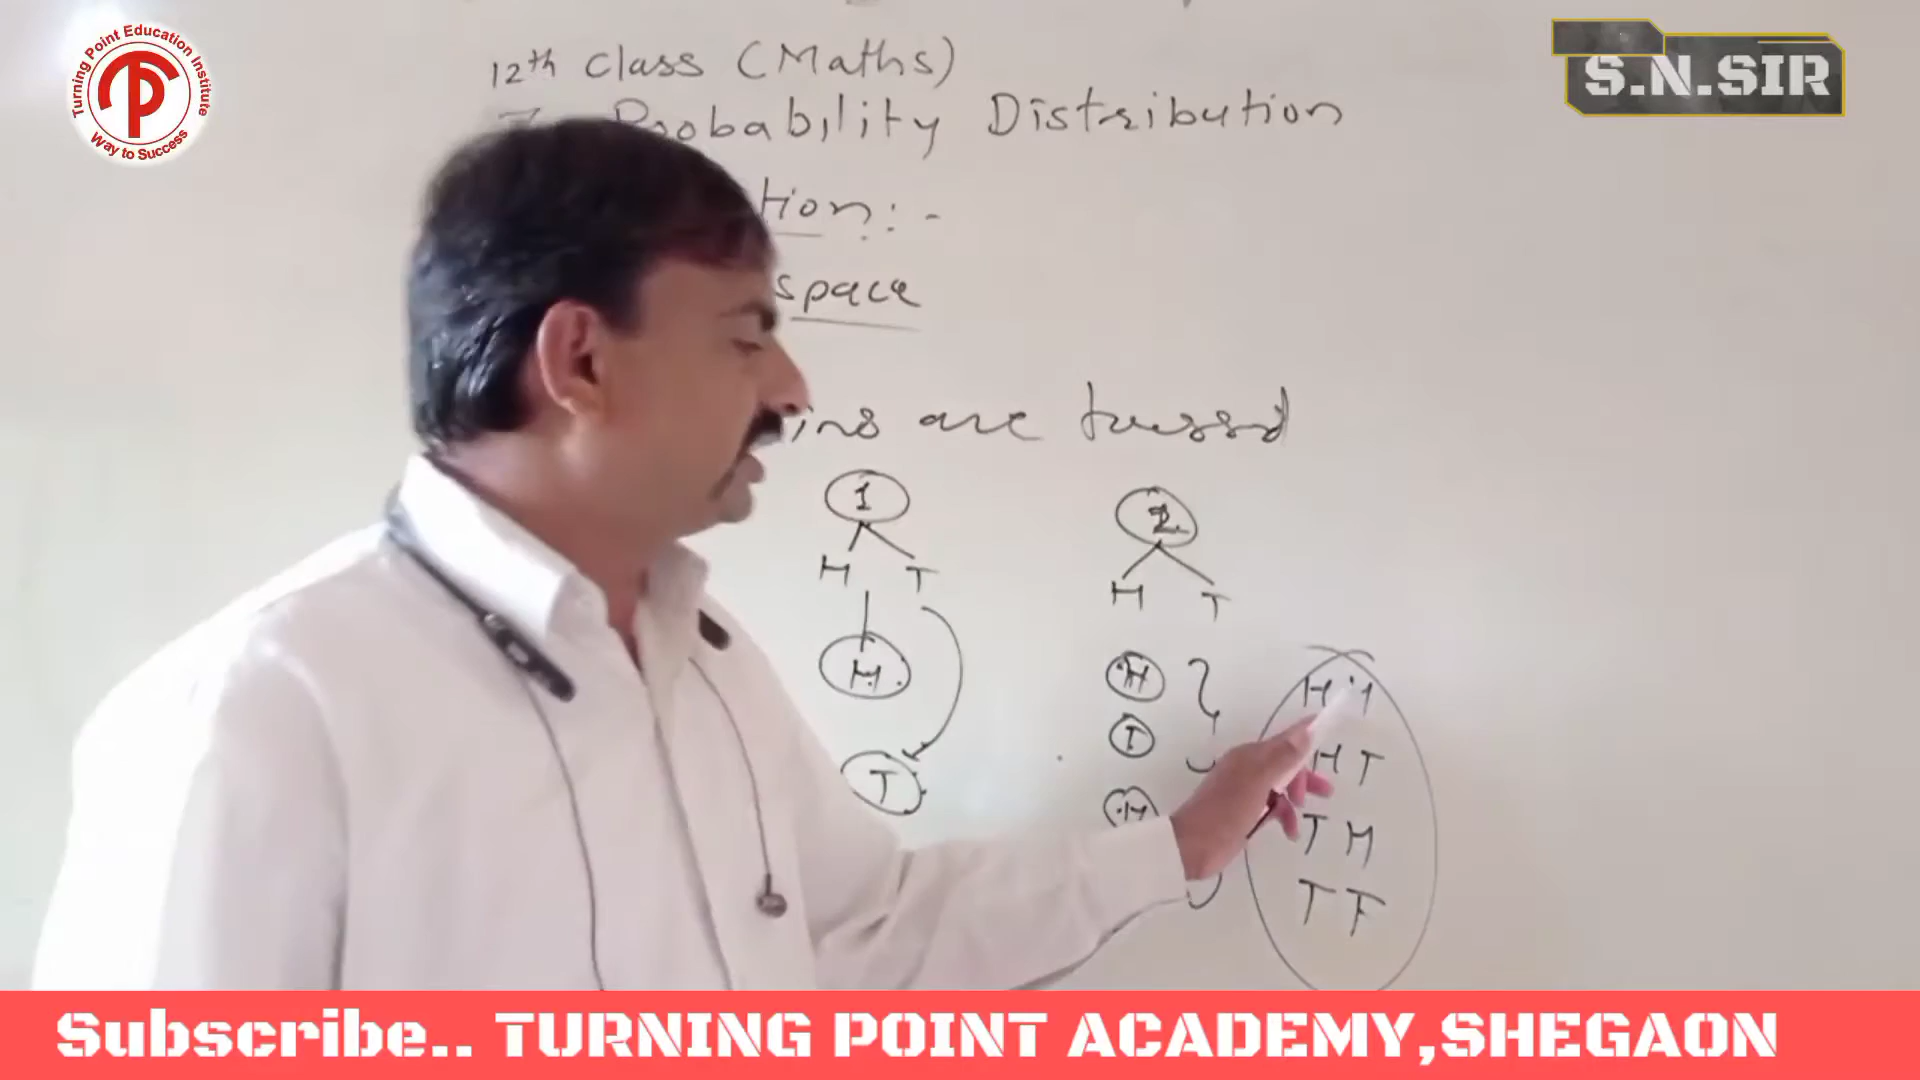 Turning Point Education Institute
Way to Success
S.N.SIR
12th class (Maths)
Probability Distribution
tion:-
space
ins are tossed
1 2
H T H T
H H
T
T H
H H
H T
T H
T T
Subscribe.. TURNING POINT ACADEMY,SHEGAON